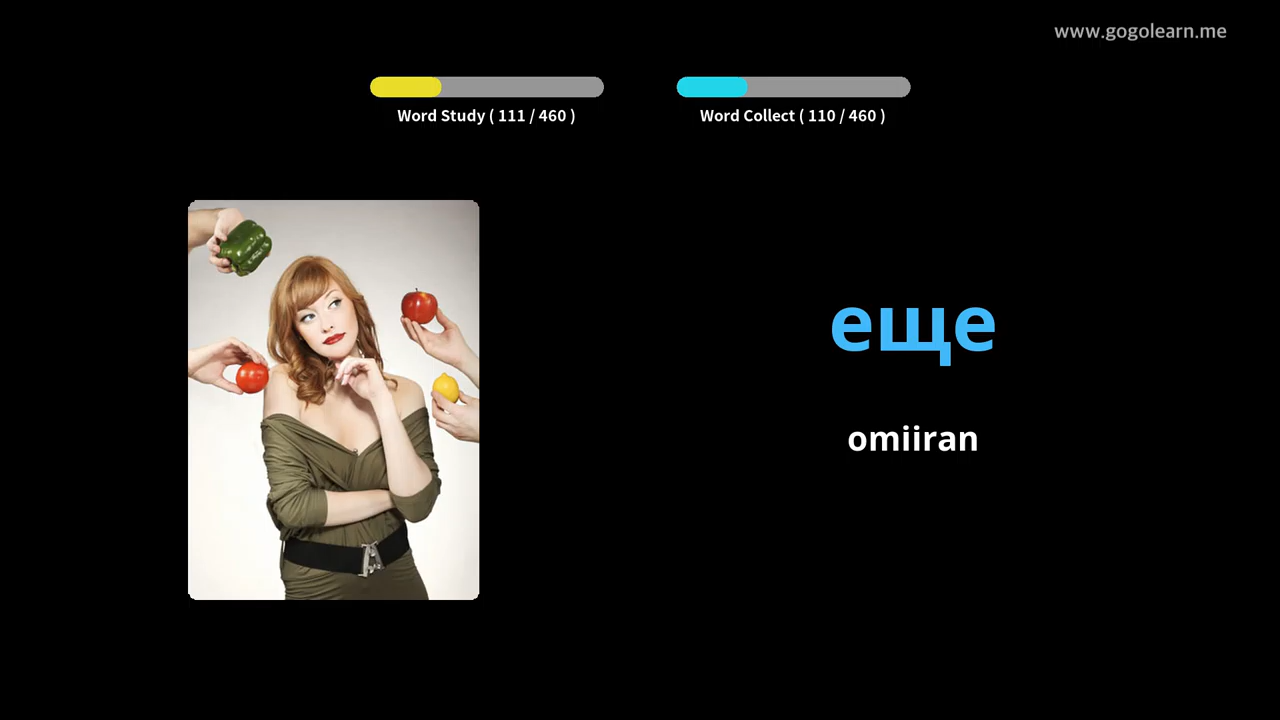 www.gogolearn.me
Word Study ( 111 / 460 )
Word Collect ( 110 / 460 )
еще
omiiran